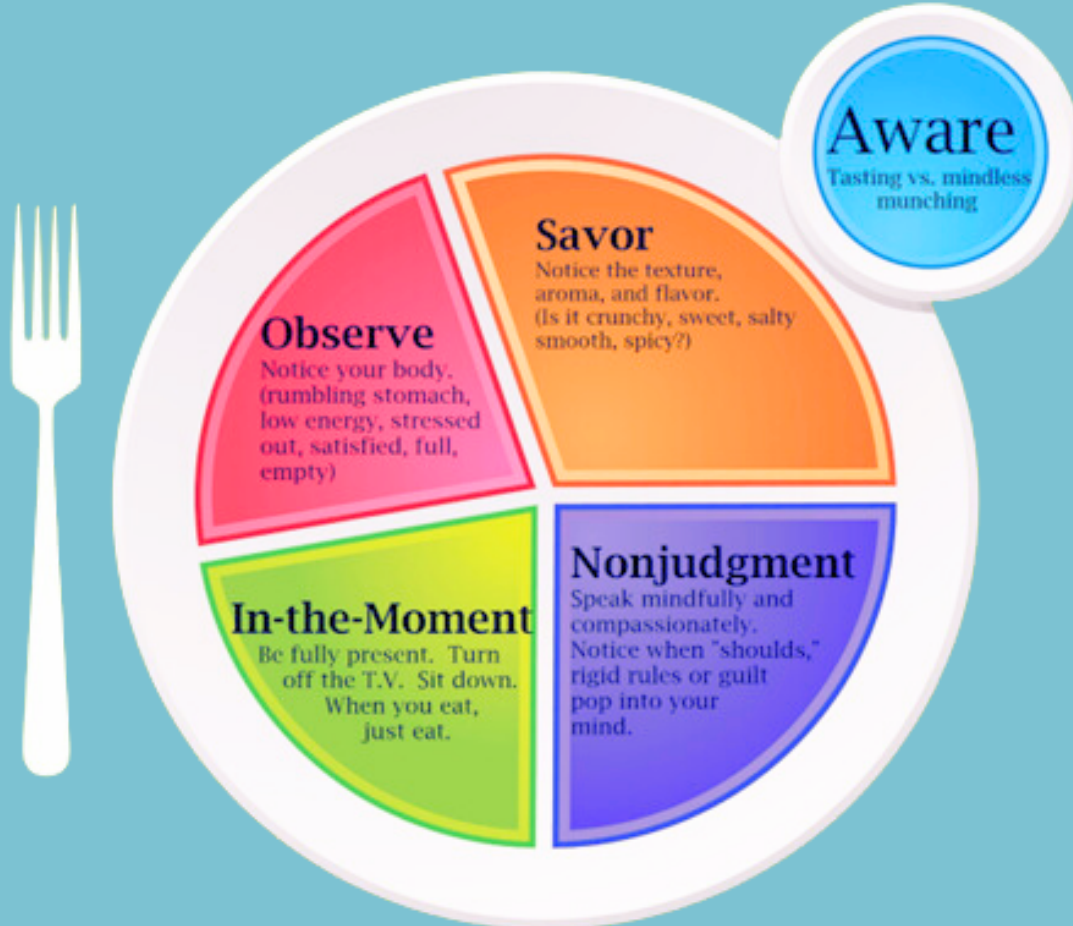 Aware
Tasting vs. mindless
munching
Savor
Notice the texture,
aroma, and flavor.
(Is it crunchy, sweet, salty
smooth, spicy?)
Observe
Notice your body.
(rumbling stomach,
low energy, stressed
out, satisfied, full,
empty)
In-the-Moment
Be fully present. Turn
off the T.V. Sit down.
When you eat,
just eat.
Nonjudgment
Speak mindfully and
compassionately.
Notice when "shoulds,"
rigid rules or guilt
pop into your
mind.